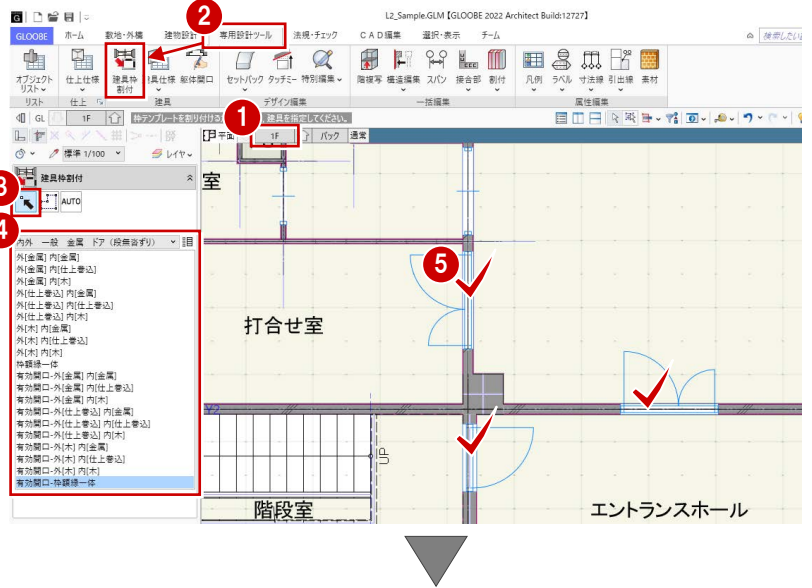 2
L2_Sample.GLM【GLOOBE 2022 Architect Build:12727】
GLOOBE ホーム 敷地・外構 建物設計 専用設計ツール 法規・チェック CAD編集 選択・表示 チーム
オブジェクトリスト 仕上仕様 建具枠割付 建具仕様 躯体開口 セットバック タッチミー 特別編集 階複写 構造編集 スパン 接合部 割付 凡例 ラベル 寸法線 引出線 素材
リスト 仕上 建具 デザイン編集 一括編集 属性編集
GL 1F 枠テンプレートを割り付ける 建具を指定してください。
1
平面 1F バック 通常
標準 1/100 レイヤ
建具枠割付
3
AUTO
4
内外 一般 金属 ドア（段無沓ずり）
外[金属] 内[金属]
外[金属] 内[仕上巻込]
外[金属] 内[木]
外[仕上巻込] 内[金属]
外[仕上巻込] 内[仕上巻込]
外[仕上巻込] 内[木]
外[木] 内[金属]
外[木] 内[仕上巻込]
外[木] 内[木]
枠額縁一体
有効開口-外[金属] 内[金属]
有効開口-外[金属] 内[仕上巻込]
有効開口-外[金属] 内[木]
有効開口-外[仕上巻込] 内[金属]
有効開口-外[仕上巻込] 内[仕上巻込]
有効開口-外[仕上巻込] 内[木]
有効開口-外[木] 内[金属]
有効開口-外[木] 内[仕上巻込]
有効開口-外[木] 内[木]
有効開口-枠額縁一体
室
5
打合せ室
Y2
UP
階段室
エントランスホール